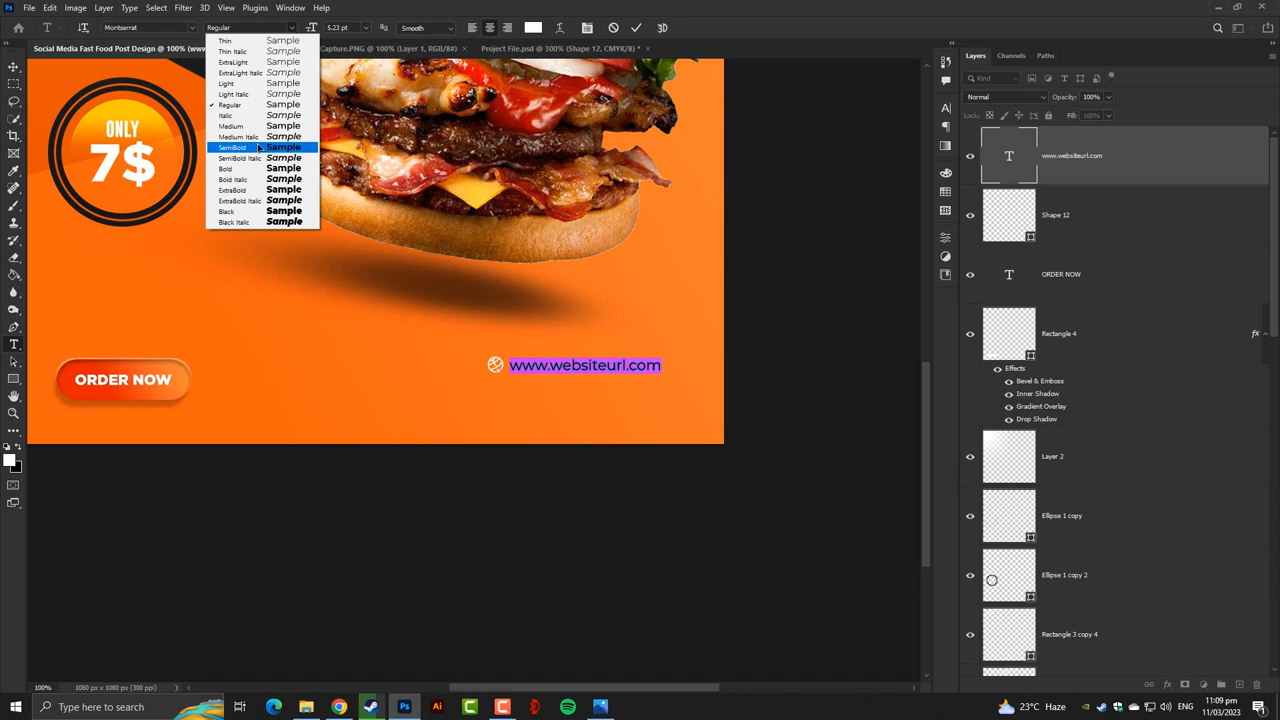 File Edit Image Layer Type Select Filter 3D View Plugins Window Help
Montserrat Regular 5.23 pt Smooth 3D
Social Media Fast Food Post Design @ 100% (www Capture.PNG @ 100% (Layer 1, RGB/8#) × Project File.psd @ 300% (Shape 12, CMYK/8) * ×
Thin Sample
Thin Italic Sample
ExtraLight Sample
ExtraLight Italic Sample
Light Sample
Light Italic Sample
Regular Sample
Italic Sample
Medium Sample
Medium Italic Sample
SemiBold Sample
SemiBold Italic Sample
Bold Sample
Bold Italic Sample
ExtraBold Sample
ExtraBold Italic Sample
Black Sample
Black Italic Sample
ONLY
7$
ORDER NOW
www.websiteurl.com
Layers Channels Paths
Kind
Normal Opacity: 100%
Lock: Fill: 100%
www.websiteurl.com
Shape 12
ORDER NOW
Rectangle 4 fx
Effects
Bevel & Emboss
Inner Shadow
Gradient Overlay
Drop Shadow
Layer 2
Ellipse 1 copy
Ellipse 1 copy 2
Rectangle 3 copy 4
100% 1080 px x 1080 px (300 ppi)
Type here to search
23°C Haze
ENG
11:09 pm
11/03/2023